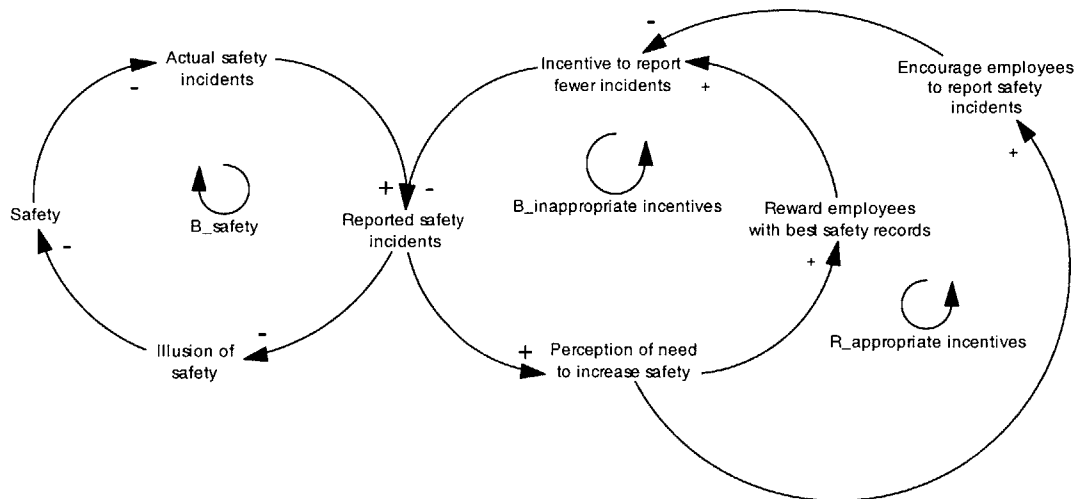 -
Actual safety
incidents
-
Incentive to report
fewer incidents
+
Encourage employees
to report safety
incidents
+
Safety
-
B_safety
+ -
Reported safety
incidents
B_inappropriate incentives
Reward employees
with best safety records
+
-
Illusion of
safety
+
Perception of need
to increase safety
R_appropriate incentives